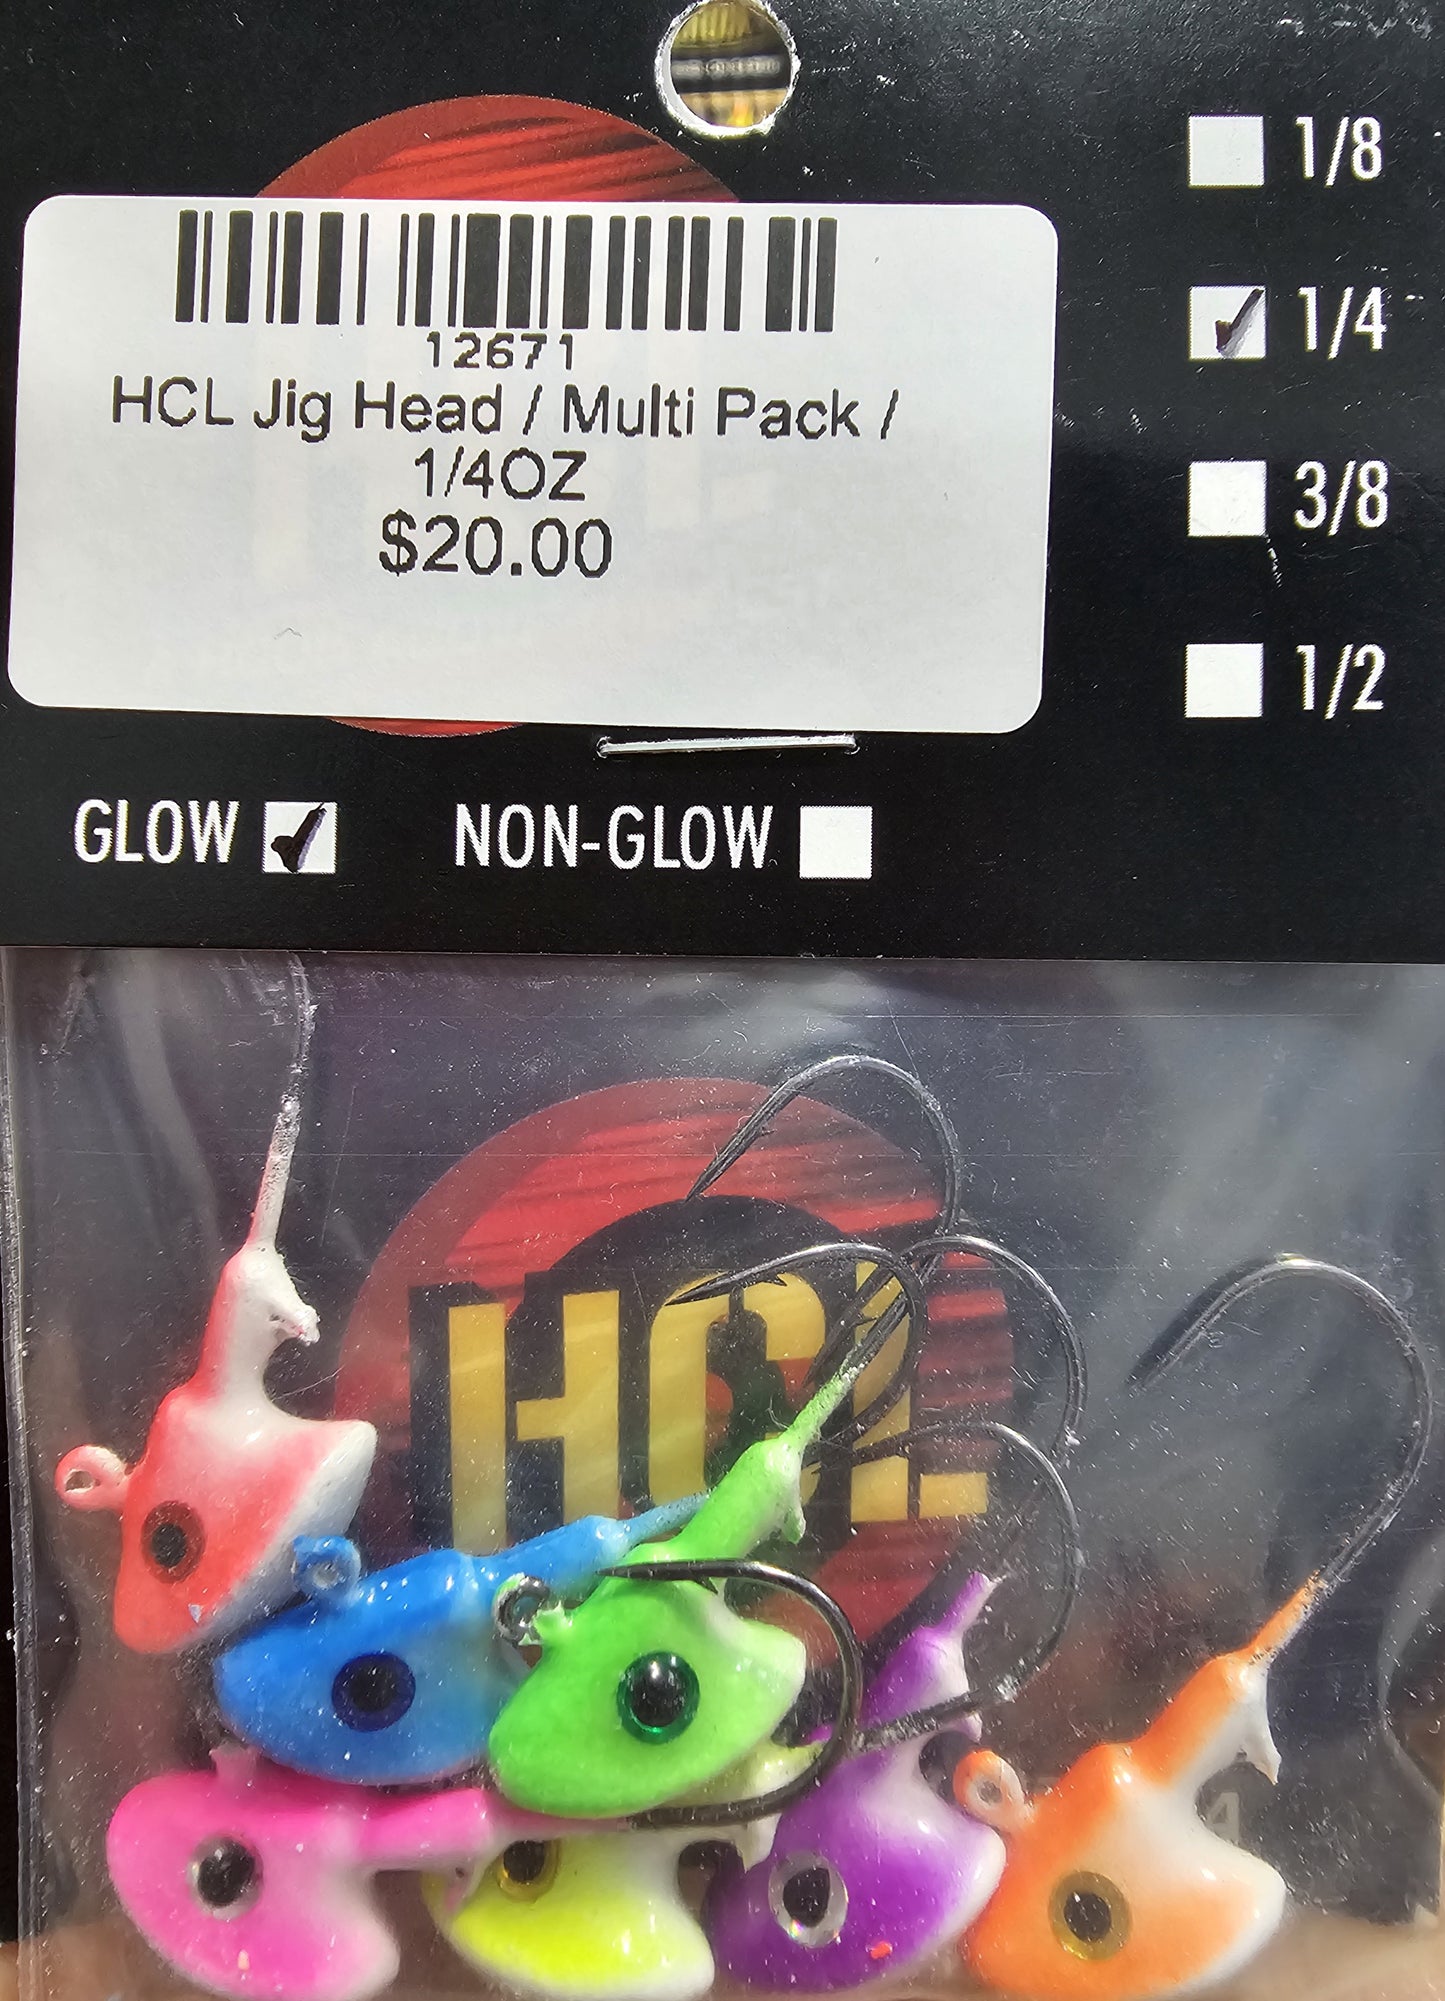 1/8
12671
HCL Jig Head / Multi Pack /
1/4OZ
$20.00
1/4
3/8
1/2
GLOW NON-GLOW
HCL